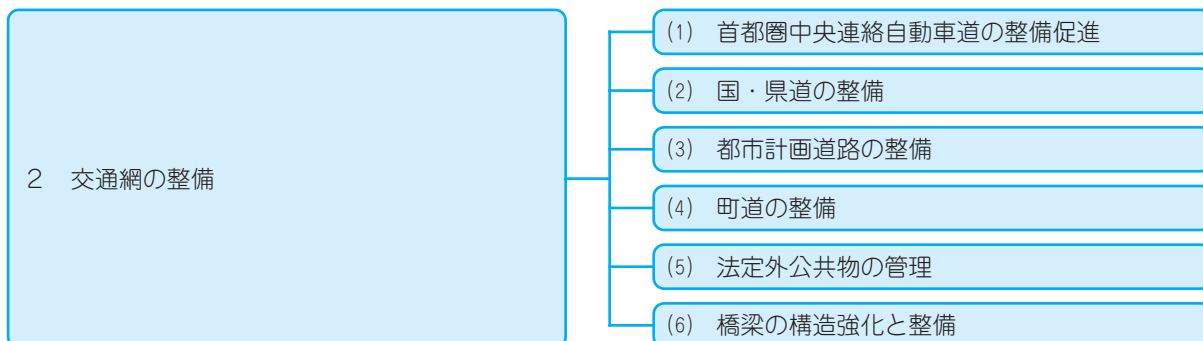 2　交通網の整備
(1)　首都圏中央連絡自動車道の整備促進
(2)　国・県道の整備
(3)　都市計画道路の整備
(4)　町道の整備
(5)　法定外公共物の管理
(6)　橋梁の構造強化と整備